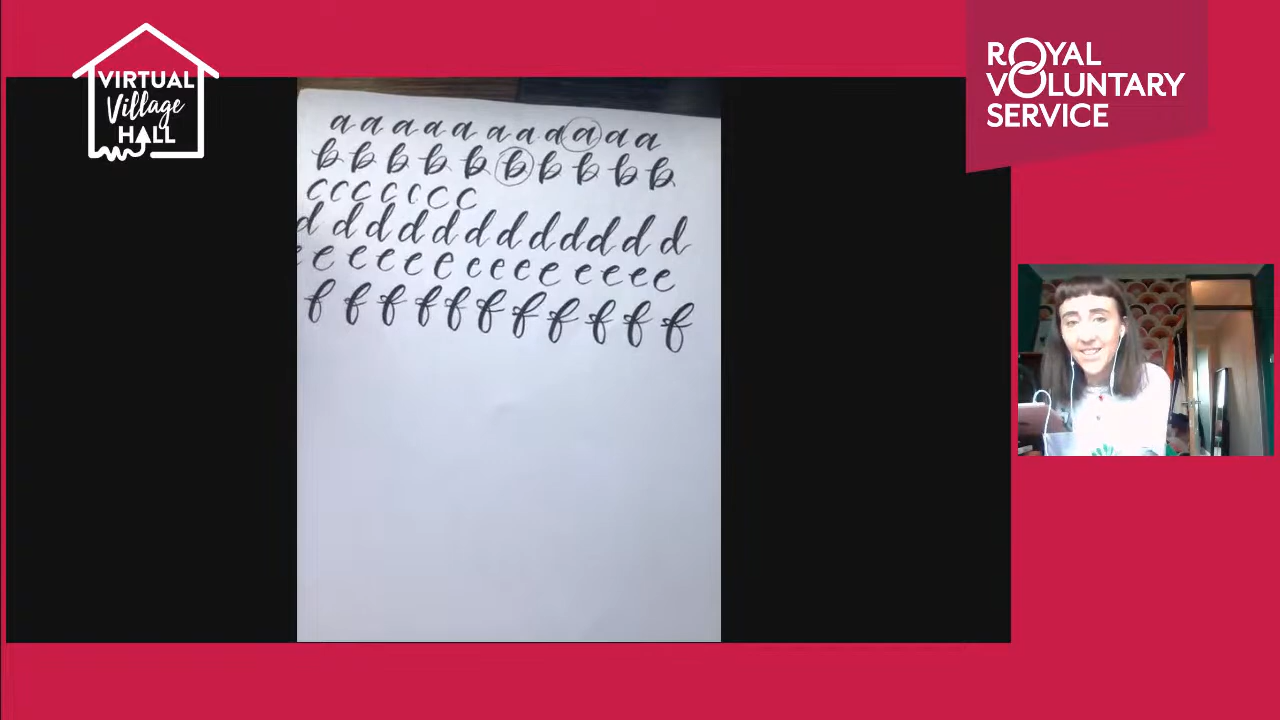 VIRTUAL
Village
HALL
ROYAL
VOLUNTARY
SERVICE
a a a a a a a a a a a
b b b b b b b b b b
c c c c c c c
d d d d d d d d d d d d
e e e e e e e e e e e e e e
f f f f f f f f f f f